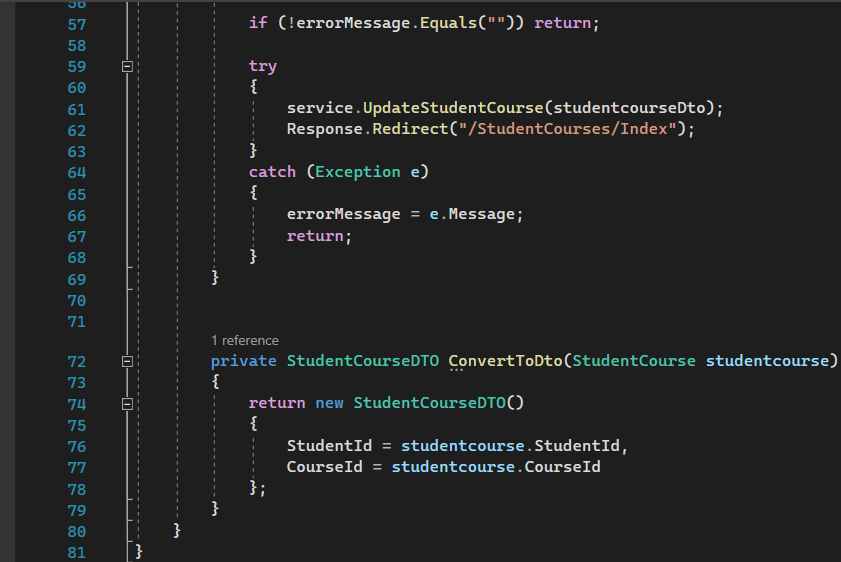 56
57 if (!errorMessage.Equals("")) return;
58
59 try
60 {
61 service.UpdateStudentCourse(studentcourseDto);
62 Response.Redirect("/StudentCourses/Index");
63 }
64 catch (Exception e)
65 {
66 errorMessage = e.Message;
67 return;
68 }
69 }
70
71
1 reference
72 private StudentCourseDTO ConvertToDto(StudentCourse studentcourse)
73 {
74 return new StudentCourseDTO()
75 {
76 StudentId = studentcourse.StudentId,
77 CourseId = studentcourse.CourseId
78 };
79 }
80 }
81 }